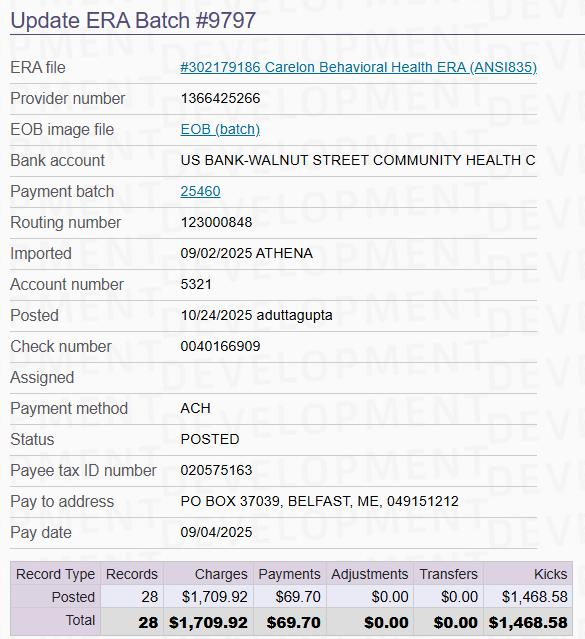 Update ERA Batch #9797
ERA file #302179186 Carelon Behavioral Health ERA (ANSI835)
Provider number 1366425266
EOB image file EOB (batch)
Bank account US BANK-WALNUT STREET COMMUNITY HEALTH C
Payment batch 25460
Routing number 123000848
Imported 09/02/2025 ATHENA
Account number 5321
Posted 10/24/2025 aduttagupta
Check number 0040166909
Assigned
Payment method ACH
Status POSTED
Payee tax ID number 020575163
Pay to address PO BOX 37039, BELFAST, ME, 049151212
Pay date 09/04/2025
Record Type Records Charges Payments Adjustments Transfers Kicks
Posted 28 $1,709.92 $69.70 $0.00 $0.00 $1,468.58
Total 28 $1,709.92 $69.70 $0.00 $0.00 $1,468.58